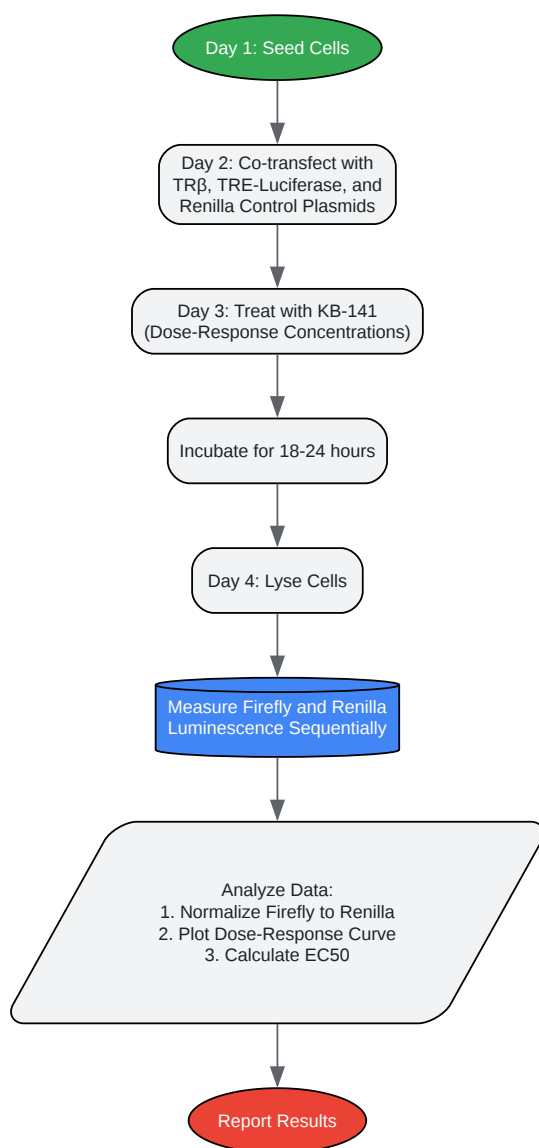 Day 1: Seed Cells
Day 2: Co-transfect with
TRβ, TRE-Luciferase, and
Renilla Control Plasmids
Day 3: Treat with KB-141
(Dose-Response Concentrations)
Incubate for 18-24 hours
Day 4: Lyse Cells
Measure Firefly and Renilla
Luminescence Sequentially
Analyze Data:
1. Normalize Firefly to Renilla
2. Plot Dose-Response Curve
3. Calculate EC50
Report Results